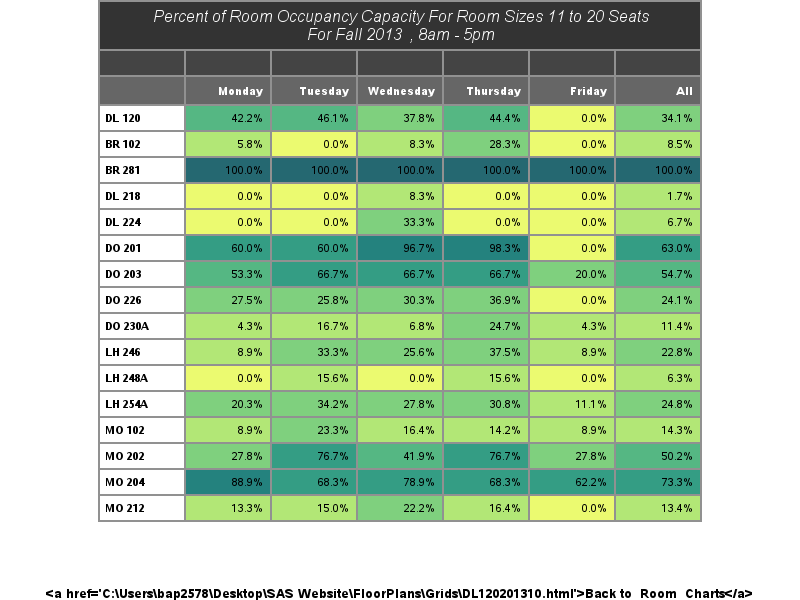 Percent of Room Occupancy Capacity For Room Sizes 11 to 20 Seats
For Fall 2013 , 8am - 5pm
Monday Tuesday Wednesday Thursday Friday All
DL 120 42.2% 46.1% 37.8% 44.4% 0.0% 34.1%
BR 102 5.8% 0.0% 8.3% 28.3% 0.0% 8.5%
BR 281 100.0% 100.0% 100.0% 100.0% 100.0% 100.0%
DL 218 0.0% 0.0% 8.3% 0.0% 0.0% 1.7%
DL 224 0.0% 0.0% 33.3% 0.0% 0.0% 6.7%
DO 201 60.0% 60.0% 96.7% 98.3% 0.0% 63.0%
DO 203 53.3% 66.7% 66.7% 66.7% 20.0% 54.7%
DO 226 27.5% 25.8% 30.3% 36.9% 0.0% 24.1%
DO 230A 4.3% 16.7% 6.8% 24.7% 4.3% 11.4%
LH 246 8.9% 33.3% 25.6% 37.5% 8.9% 22.8%
LH 248A 0.0% 15.6% 0.0% 15.6% 0.0% 6.3%
LH 254A 20.3% 34.2% 27.8% 30.8% 11.1% 24.8%
MO 102 8.9% 23.3% 16.4% 14.2% 8.9% 14.3%
MO 202 27.8% 76.7% 41.9% 76.7% 27.8% 50.2%
MO 204 88.9% 68.3% 78.9% 68.3% 62.2% 73.3%
MO 212 13.3% 15.0% 22.2% 16.4% 0.0% 13.4%
<a href='C:\Users\bap2578\Desktop\SAS Website\FloorPlans\Grids\DL120201310.html'>Back to Room Charts</a>